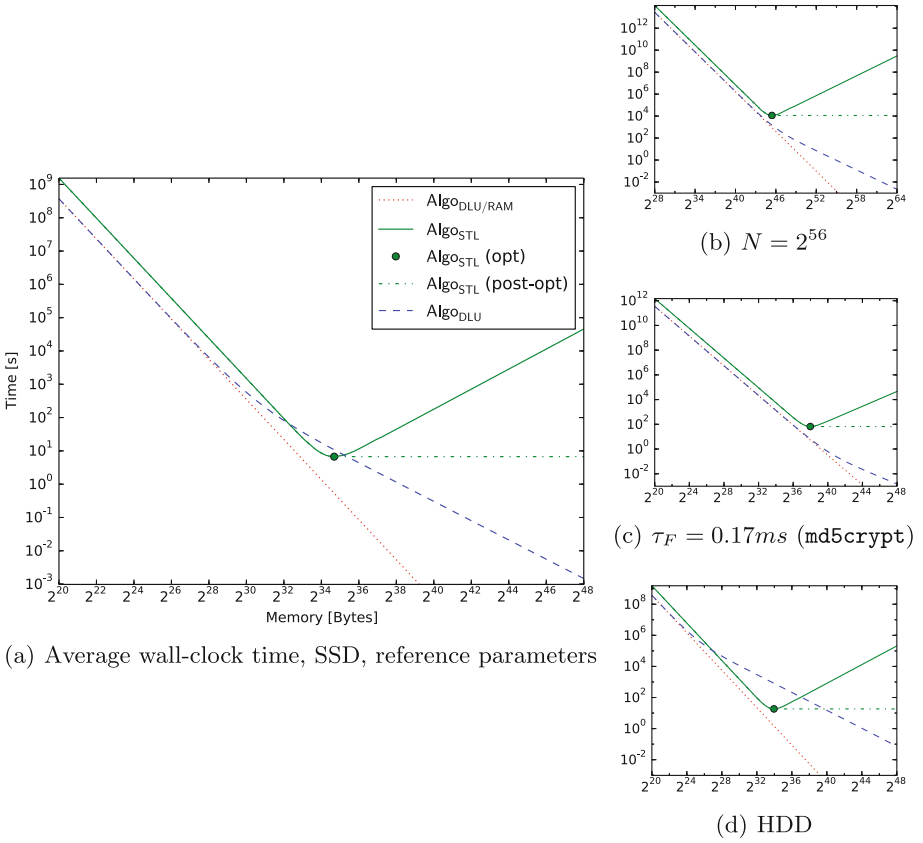 10^9
10^8
10^7
10^6
10^5
10^4
10^3
10^2
10^1
10^0
10^-1
10^-2
10^-3
Time [s]
2^20 2^22 2^24 2^26 2^28 2^30 2^32 2^34 2^36 2^38 2^40 2^42 2^44 2^46 2^48
Memory [Bytes]
Algo_DLU/RAM
Algo_STL
Algo_STL (opt)
Algo_STL (post-opt)
Algo_DLU
(a) Average wall-clock time, SSD, reference parameters
10^12
10^10
10^8
10^6
10^4
10^2
10^0
10^-2
2^28 2^34 2^40 2^46 2^52 2^58 2^64
(b) N = 2^56
10^12
10^10
10^8
10^6
10^4
10^2
10^0
10^-2
2^20 2^24 2^28 2^32 2^36 2^40 2^44 2^48
(c) τ_F = 0.17ms (md5crypt)
10^8
10^6
10^4
10^2
10^0
10^-2
2^20 2^24 2^28 2^32 2^36 2^40 2^44 2^48
(d) HDD